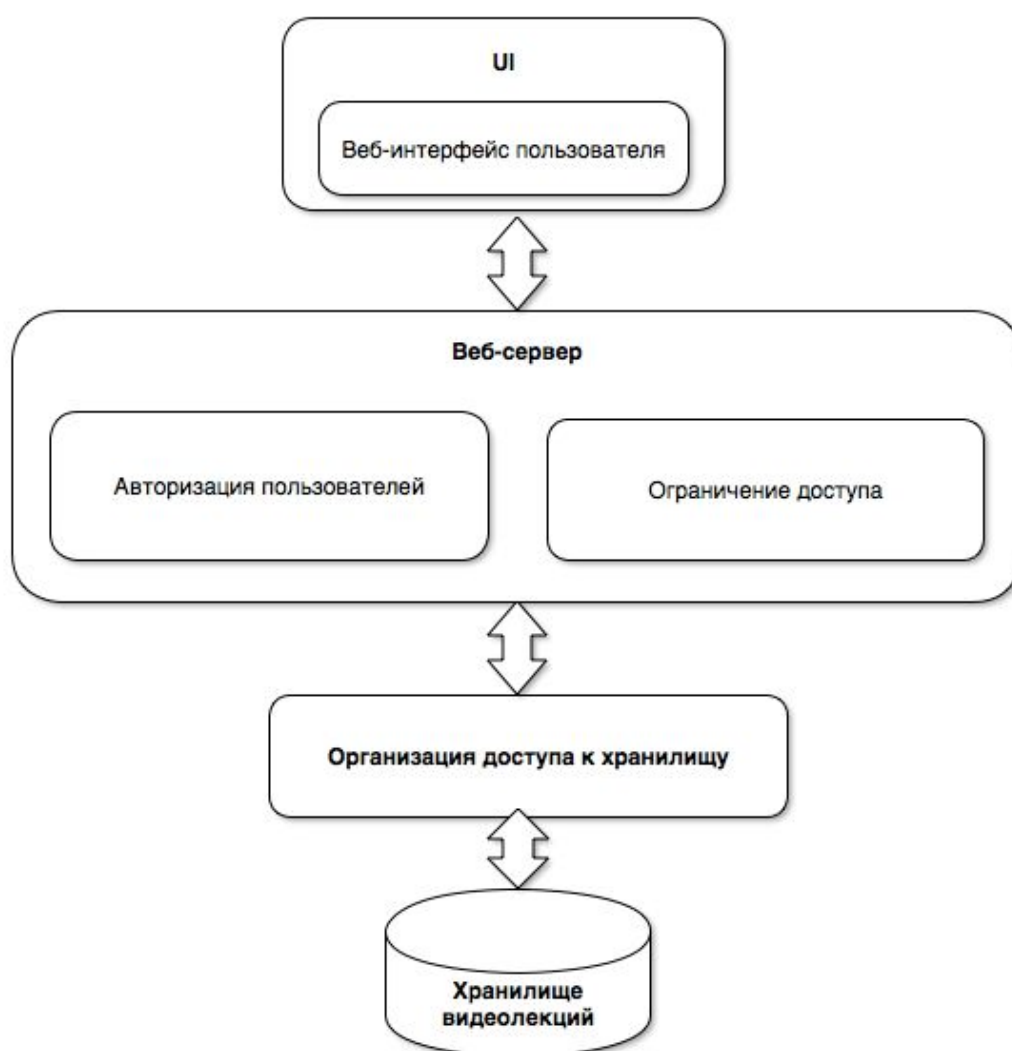 UI
Веб-интерфейс пользователя
Веб-сервер
Авторизация пользователей
Ограничение доступа
Организация доступа к хранилищу
Хранилище
видеолекций